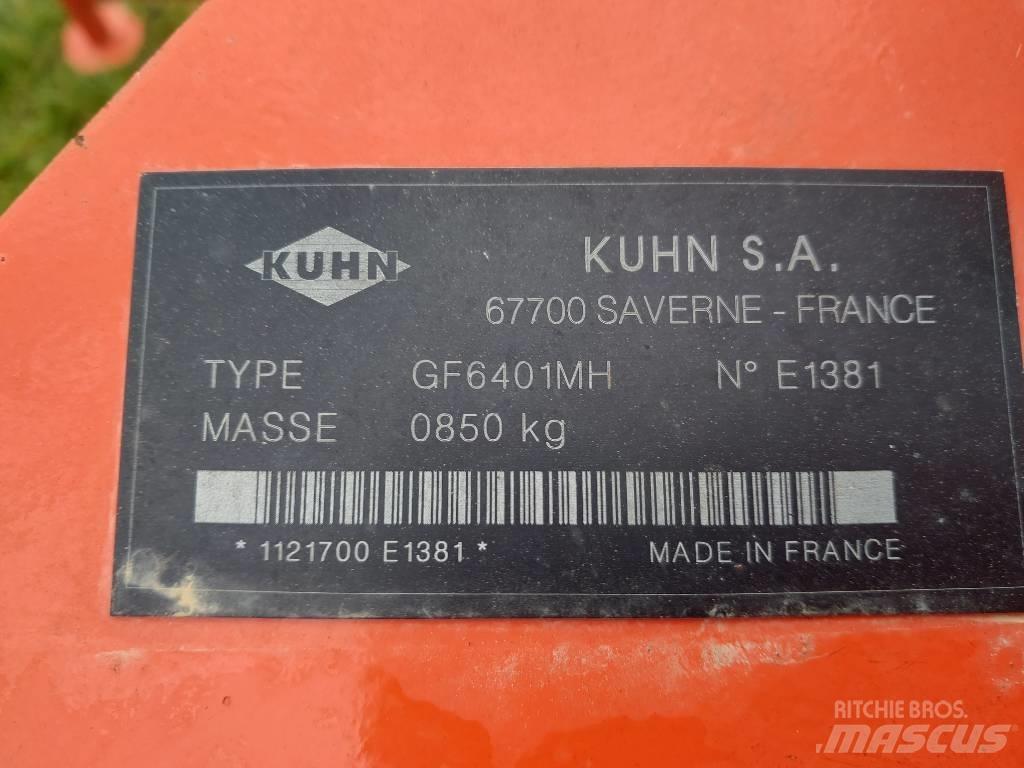 KUHN
KUHN S.A.
67700 SAVERNE - FRANCE
TYPE GF6401MH N° E1381
MASSE 0850 kg
* 1121700 E1381 *
MADE IN FRANCE
RITCHIE BROS.
MASCUS